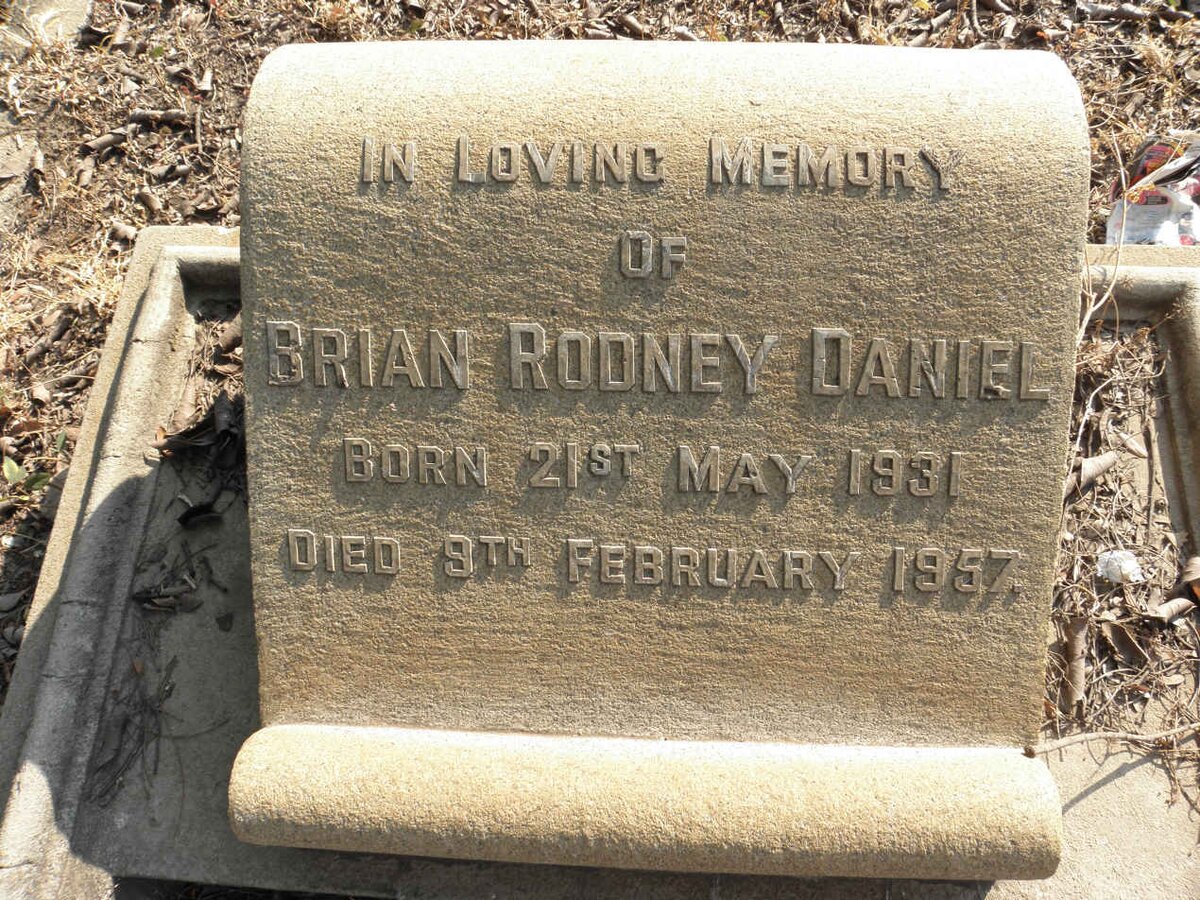 In Loving Memory
Of
Brian Rodney Daniel
Born 21st May 1931
Died 9th February 1957.